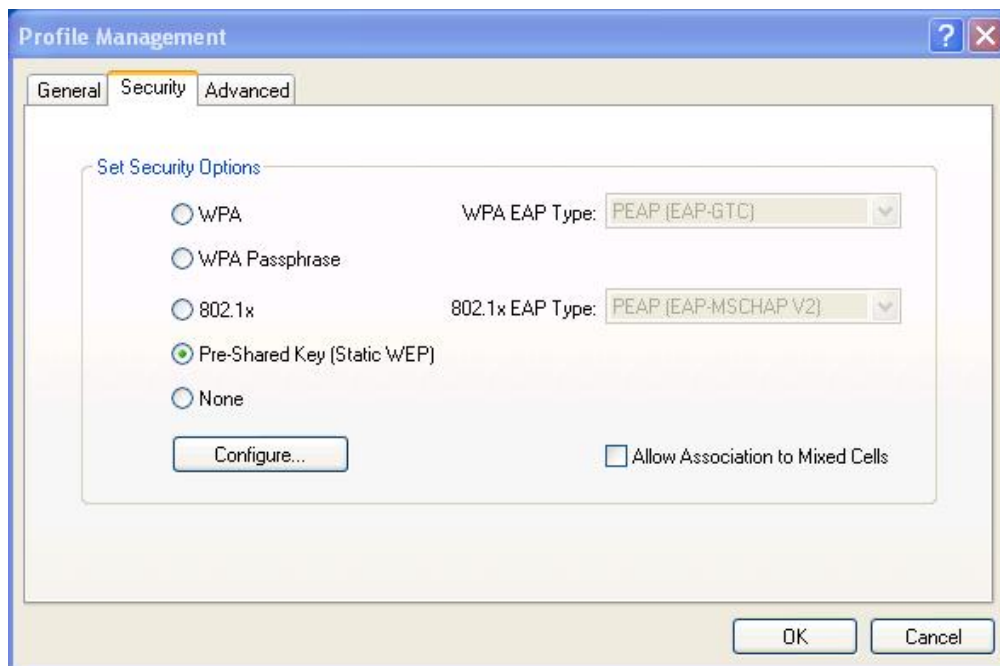 Profile Management
General Security Advanced
Set Security Options
WPA WPA EAP Type: PEAP (EAP-GTC)
WPA Passphrase
802.1x 802.1x EAP Type: PEAP (EAP-MSCHAP V2)
Pre-Shared Key (Static WEP)
None
Configure... Allow Association to Mixed Cells
OK Cancel